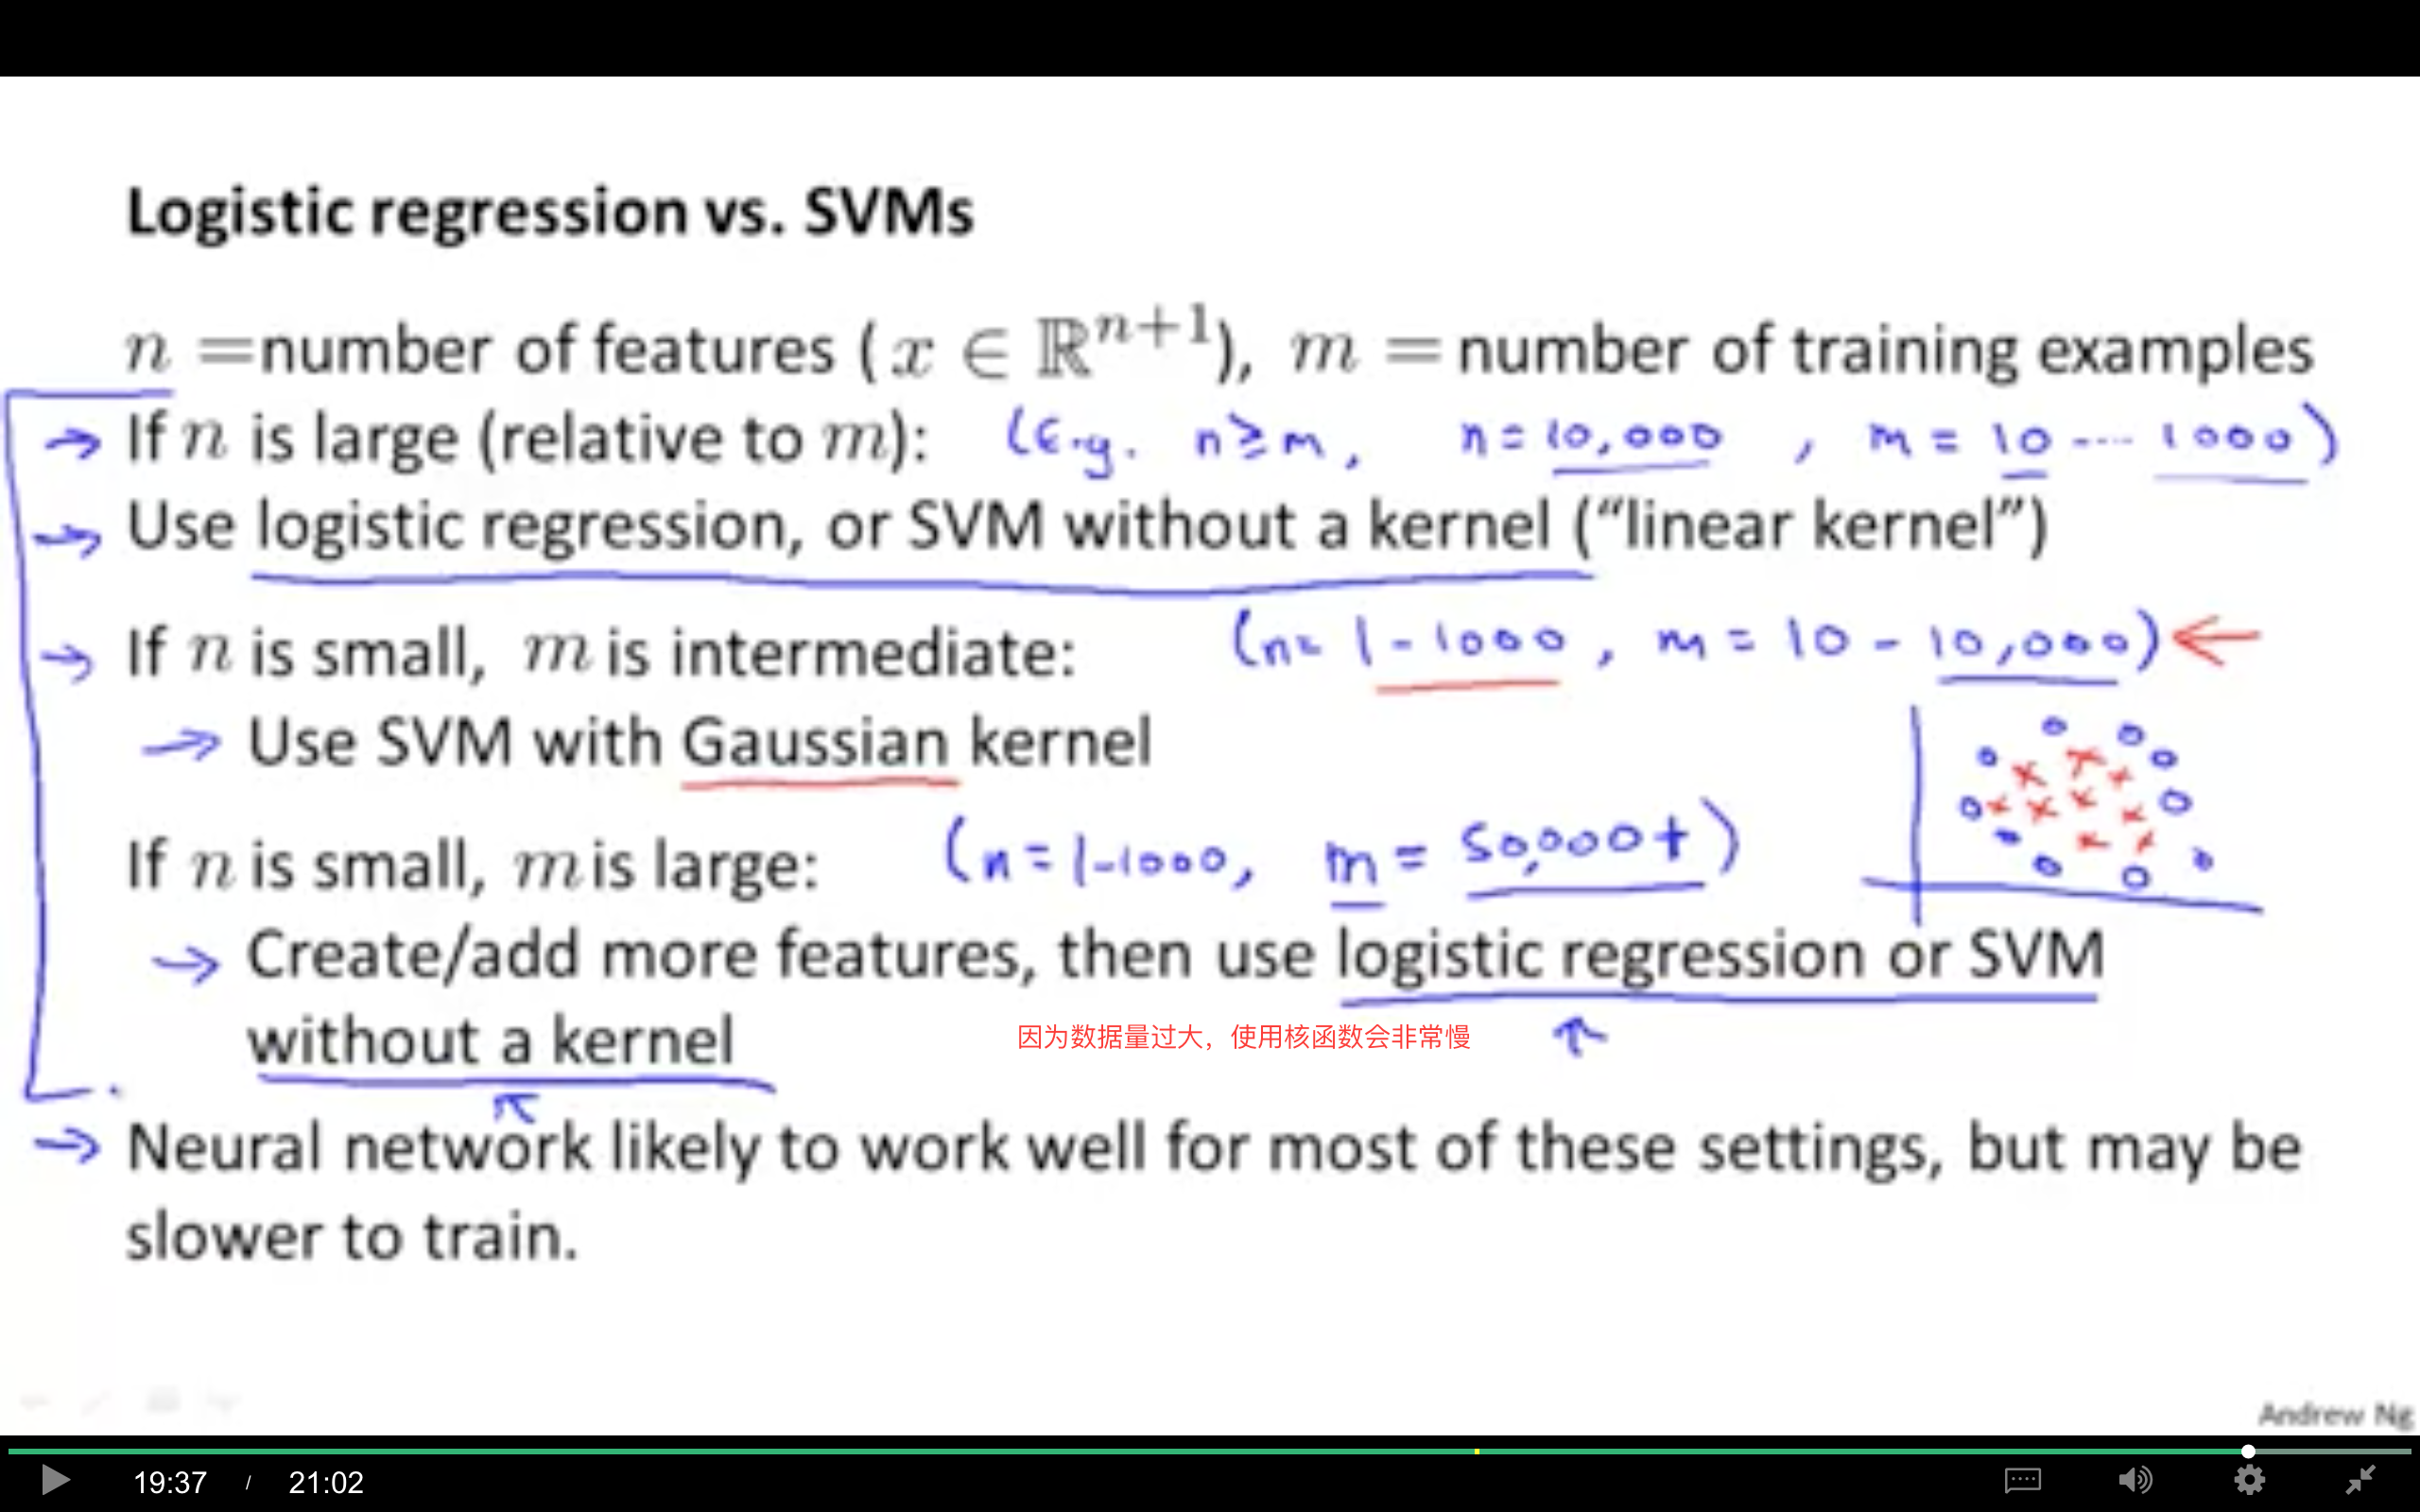 Logistic regression vs. SVMs
n = number of features (x ∈ ℝⁿ⁺¹), m = number of training examples
If n is large (relative to m): (E.g. n ≥ m, n = 10,000, m = 10 ---- 1000)
Use logistic regression, or SVM without a kernel (“linear kernel”)
If n is small, m is intermediate: (n = 1 - 1000, m = 10 - 10,000)
Use SVM with Gaussian kernel
If n is small, m is large: (n = 1-1000, m = 50,000+)
Create/add more features, then use logistic regression or SVM
without a kernel
因为数据量过大，使用核函数会非常慢
Neural network likely to work well for most of these settings, but may be
slower to train.
Andrew Ng
19:37 / 21:02